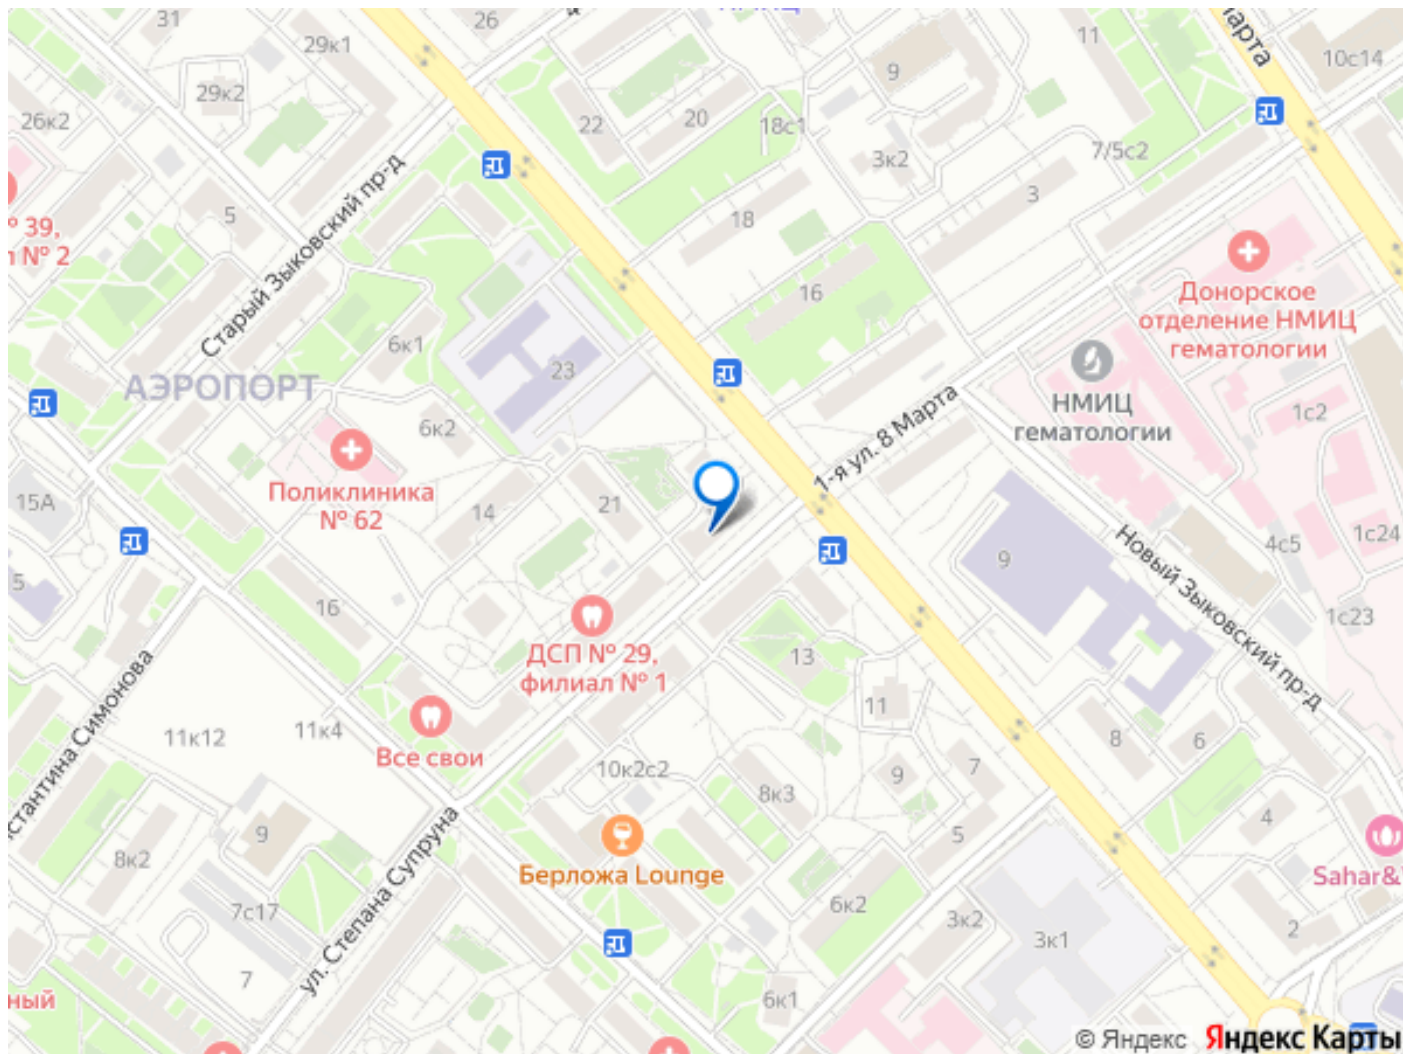 31
26
29к1
11
10с14
9
29к2
26к2
22
20
18с1
3к2
7/5с2
3
5
18
№ 39,
№ 2
Старый Зыковский пр-д
16
Донорское
отделение НМИЦ
гематологии
6к1
23
АЭРОПОРТ
НМИЦ
гематологии
1с2
6к2
1-я ул. 8 Марта
Поликлиника
№ 62
15А
14
21
1с24
4с5
9
Новый Зыковский пр-д
5
16
1с23
ДСП № 29,
филиал № 1
13
11
11к12
11к4
Все свои
10к2с2
8к3
9
7
8
6
9
8к2
5
4
Берложа Lounge
Sahar&
7с17
ул. Степана Супруна
6к2
3к2
3к1
2
7
6к1
© Яндекс Яндекс Карты